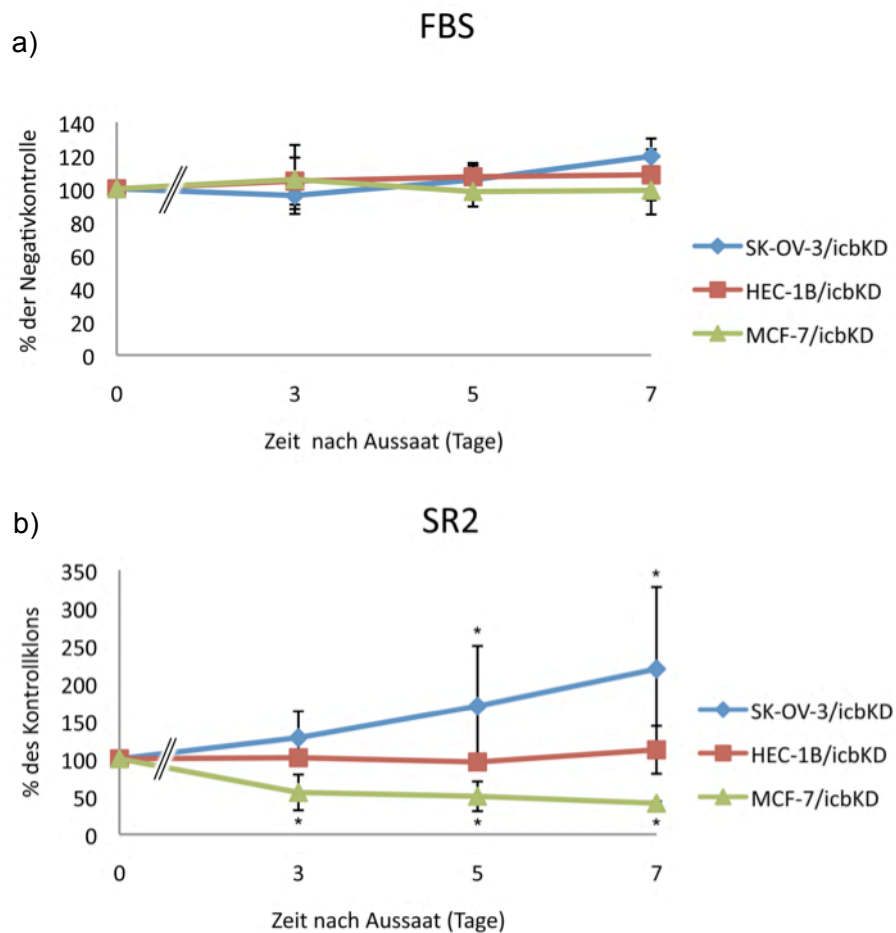 a)
FBS
% der Negativkontrolle
140
120
100
80
60
40
20
0
0 3 5 7
Zeit nach Aussaat (Tage)
SK-OV-3/icbKD
HEC-1B/icbKD
MCF-7/icbKD
b)
SR2
% des Kontrollklons
350
300
250
200
150
100
50
0
* *
* * *
0 3 5 7
Zeit nach Aussaat (Tage)
SK-OV-3/icbKD
HEC-1B/icbKD
MCF-7/icbKD